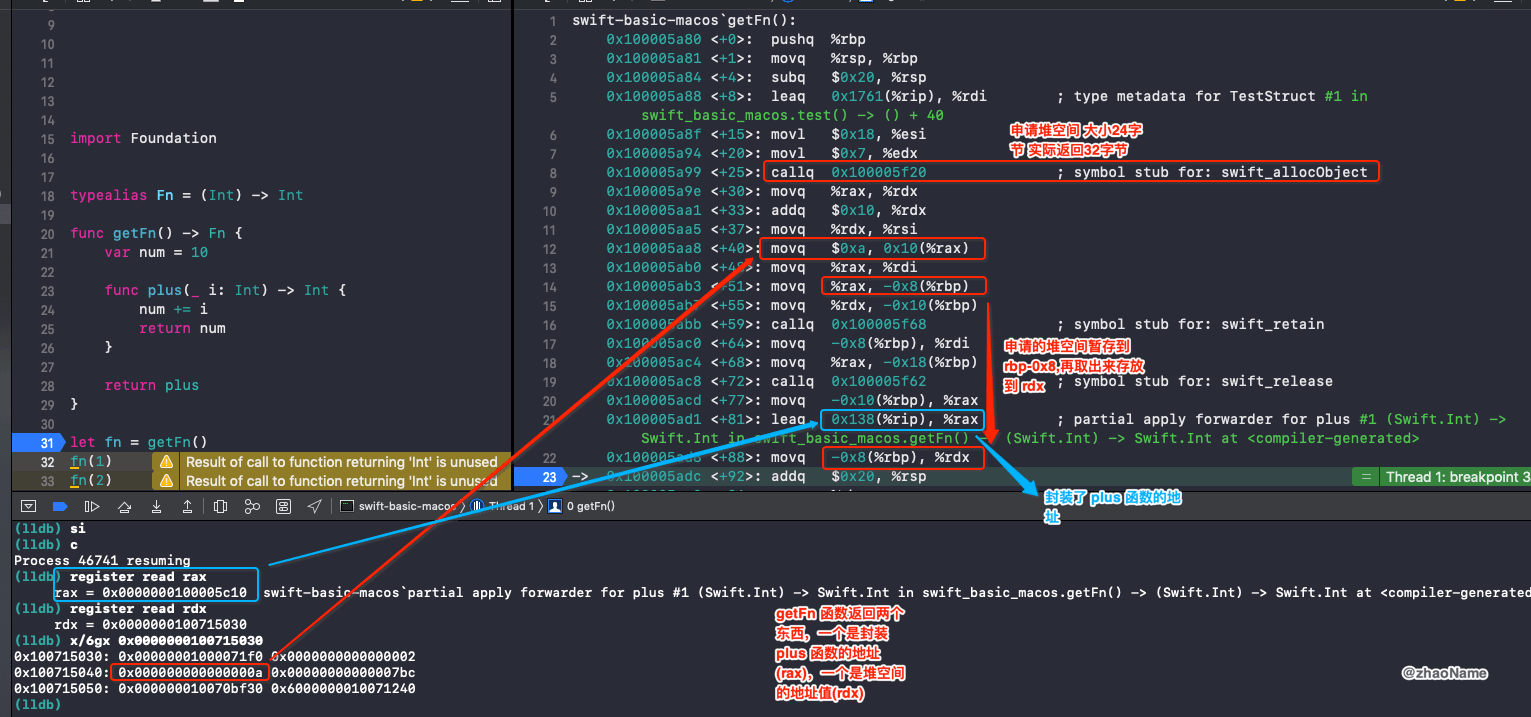 9
10
11
12
13
14
15 import Foundation
16
17
18 typealias Fn = (Int) -> Int
19
20 func getFn() -> Fn {
21 var num = 10
22
23 func plus(_ i: Int) -> Int {
24 num += i
25 return num
26 }
27
28 return plus
29 }
30
31 let fn = getFn()
32 fn(1) Result of call to function returning 'Int' is unused
33 fn(2) Result of call to function returning 'Int' is unused
1 swift-basic-macos`getFn():
2 0x100005a80 <+0>: pushq %rbp
3 0x100005a81 <+1>: movq %rsp, %rbp
4 0x100005a84 <+4>: subq $0x20, %rsp
5 0x100005a88 <+8>: leaq 0x1761(%rip), %rdi ; type metadata for TestStruct #1 in
swift_basic_macos.test() -> () + 40
6 0x100005a8f <+15>: movl $0x18, %esi
7 0x100005a94 <+20>: movl $0x7, %edx
8 0x100005a99 <+25>: callq 0x100005f20 ; symbol stub for: swift_allocObject
9 0x100005a9e <+30>: movq %rax, %rdx
10 0x100005aa1 <+33>: addq $0x10, %rdx
11 0x100005aa5 <+37>: movq %rdx, %rsi
12 0x100005aa8 <+40>: movq $0xa, 0x10(%rax)
13 0x100005ab0 <+48>: movq %rax, %rdi
14 0x100005ab3 <+51>: movq %rax, -0x8(%rbp)
15 0x100005ab7 <+55>: movq %rdx, -0x10(%rbp)
16 0x100005abb <+59>: callq 0x100005f68 ; symbol stub for: swift_retain
17 0x100005ac0 <+64>: movq -0x8(%rbp), %rdi
18 0x100005ac4 <+68>: movq %rax, -0x18(%rbp)
19 0x100005ac8 <+72>: callq 0x100005f62 ; symbol stub for: swift_release
20 0x100005acd <+77>: movq -0x10(%rbp), %rax
21 0x100005ad1 <+81>: leaq 0x138(%rip), %rax ; partial apply forwarder for plus #1 (Swift.Int) ->
Swift.Int in swift_basic_macos.getFn() -> (Swift.Int) -> Swift.Int at <compiler-generated>
22 0x100005ad8 <+88>: movq -0x8(%rbp), %rdx
23 -> 0x100005adc <+92>: addq $0x20, %rsp = Thread 1: breakpoint 3
申请堆空间 大小24字
节 实际返回32字节
申请的堆空间暂存到
rbp-0x8,再取出来存放
到 rdx
封装了 plus 函数的地
址
swift-basic-macos Thread 1 0 getFn()
(lldb) si
(lldb) c
Process 46741 resuming
(lldb) register read rax
rax = 0x0000000100005c10 swift-basic-macos`partial apply forwarder for plus #1 (Swift.Int) -> Swift.Int in swift_basic_macos.getFn() -> (Swift.Int) -> Swift.Int at <compiler-generated
(lldb) register read rdx
rdx = 0x0000000100715030
(lldb) x/6gx 0x0000000100715030
0x100715030: 0x00000001000071f0 0x0000000000000002
0x100715040: 0x000000000000000a 0x00000000000007bc
0x100715050: 0x000000010070bf30 0x6000000010071240
(lldb)
getFn 函数返回两个
东西，一个是封装
plus 函数的地址
(rax)，一个是堆空间
的地址值(rdx)
@zhaoName